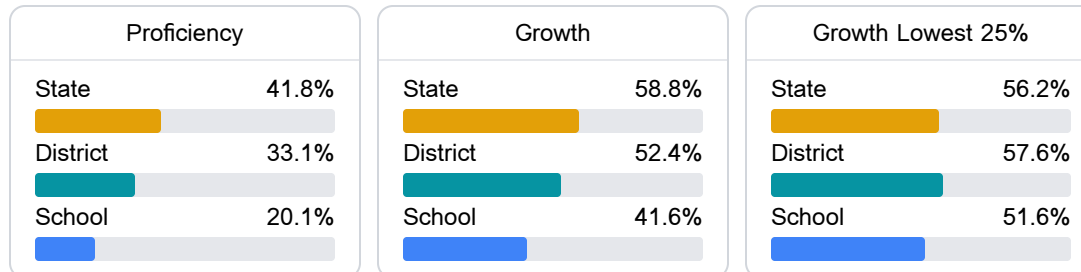 Proficiency
State 41.8%
District 33.1%
School 20.1%
Growth
State 58.8%
District 52.4%
School 41.6%
Growth Lowest 25%
State 56.2%
District 57.6%
School 51.6%